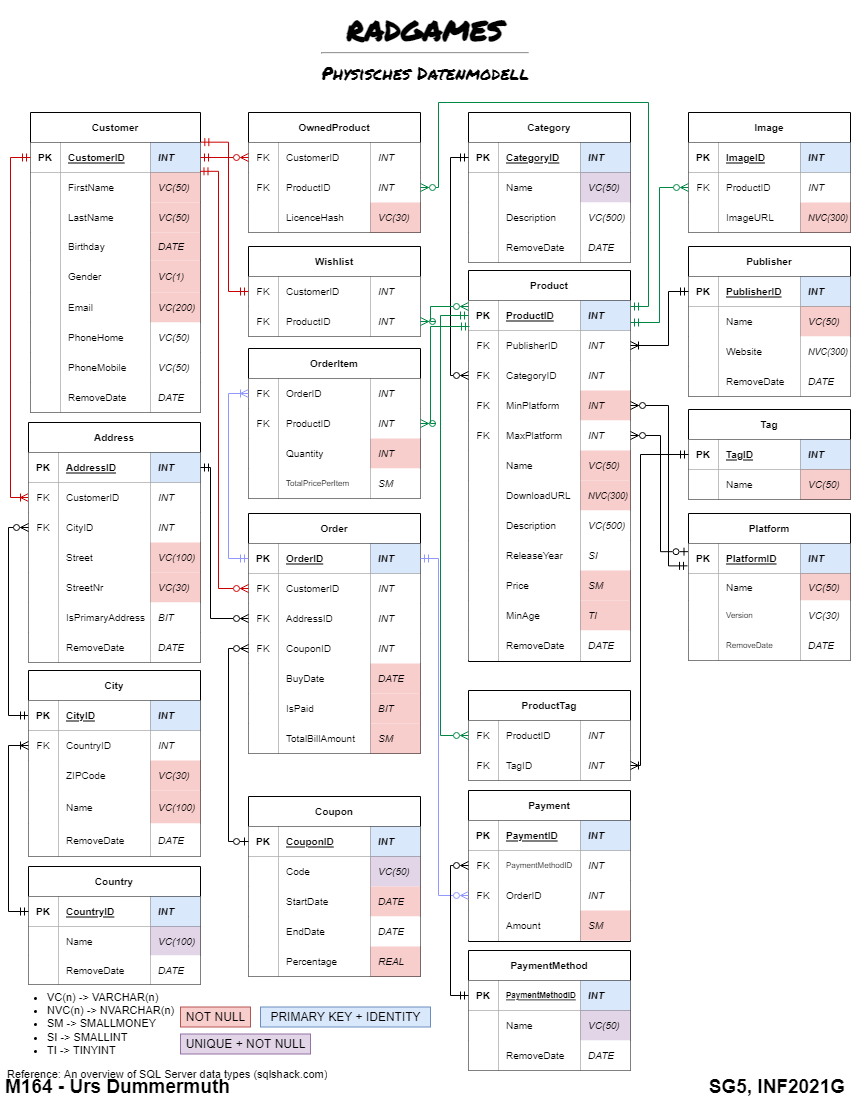 RADGAMES
Physisches Datenmodell
Customer
PK CustomerID INT
FirstName VC(50)
LastName VC(50)
Birthday DATE
Gender VC(1)
Email VC(200)
PhoneHome VC(50)
PhoneMobile VC(50)
RemoveDate DATE
Address
PK AddressID INT
FK CustomerID INT
FK CityID INT
Street VC(100)
StreetNr VC(30)
IsPrimaryAddress BIT
RemoveDate DATE
City
PK CityID INT
FK CountryID INT
ZIPCode VC(30)
Name VC(100)
RemoveDate DATE
Country
PK CountryID INT
Name VC(100)
RemoveDate DATE
OwnedProduct
FK CustomerID INT
FK ProductID INT
LicenceHash VC(30)
Wishlist
FK CustomerID INT
FK ProductID INT
OrderItem
FK OrderID INT
FK ProductID INT
Quantity INT
TotalPricePerItem SM
Order
PK OrderID INT
FK CustomerID INT
FK AddressID INT
FK CouponID INT
BuyDate DATE
IsPaid BIT
TotalBillAmount SM
Coupon
PK CouponID INT
Code VC(50)
StartDate DATE
EndDate DATE
Percentage REAL
Category
PK CategoryID INT
Name VC(50)
Description VC(500)
RemoveDate DATE
Product
PK ProductID INT
FK PublisherID INT
FK CategoryID INT
FK MinPlatform INT
FK MaxPlatform INT
Name VC(50)
DownloadURL NVC(300)
Description VC(500)
ReleaseYear SI
Price SM
MinAge TI
RemoveDate DATE
ProductTag
FK ProductID INT
FK TagID INT
Payment
PK PaymentID INT
FK PaymentMethodID INT
FK OrderID INT
Amount SM
PaymentMethod
PK PaymentMethodID INT
Name VC(50)
RemoveDate DATE
Image
PK ImageID INT
FK ProductID INT
ImageURL NVC(300)
Publisher
PK PublisherID INT
Name VC(50)
Website NVC(300)
RemoveDate DATE
Tag
PK TagID INT
Name VC(50)
Platform
PK PlatformID INT
Name VC(50)
Version VC(30)
RemoveDate DATE
• VC(n) -> VARCHAR(n)
• NVC(n) -> NVARCHAR(n)
• SM -> SMALLMONEY
• SI -> SMALLINT
• TI -> TINYINT
NOT NULL
PRIMARY KEY + IDENTITY
UNIQUE + NOT NULL
Reference: An overview of SQL Server data types (sqlshack.com)
M164 - Urs Dummermuth
SG5, INF2021G